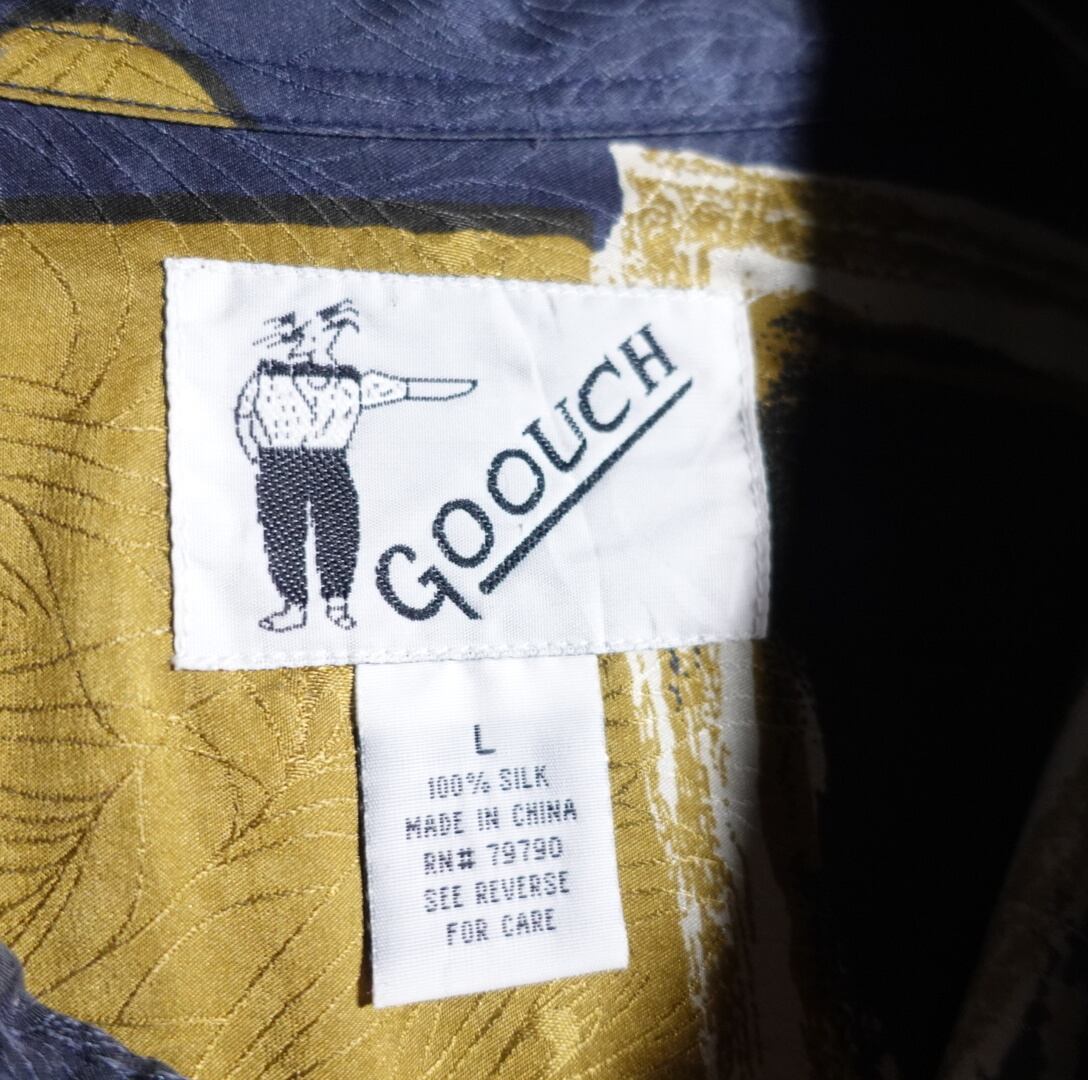 GOOUCH
L
100% SILK
MADE IN CHINA
RN# 79790
SEE REVERSE
FOR CARE